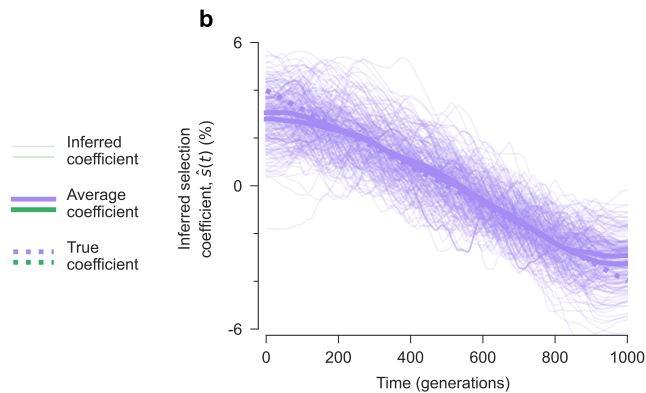 b
Inferred
coefficient
Average
coefficient
True
coefficient
Inferred selection
coefficient, ŝ(t) (%)
6
0
-6
0 200 400 600 800 1000
Time (generations)